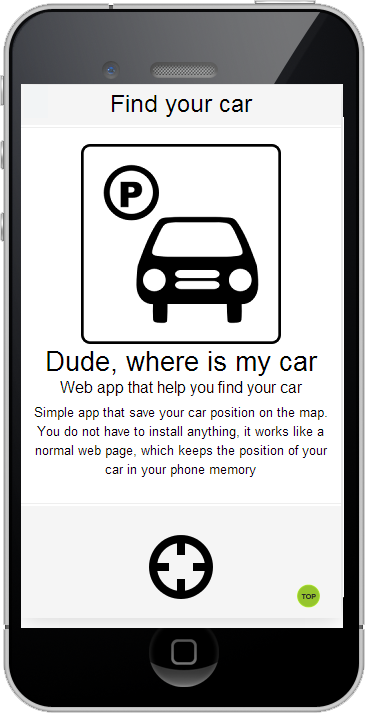 Find your car
P
Dude, where is my car
Web app that help you find your car
Simple app that save your car position on the map.
You do not have to install anything, it works like a
normal web page, which keeps the position of your
car in your phone memory
TOP